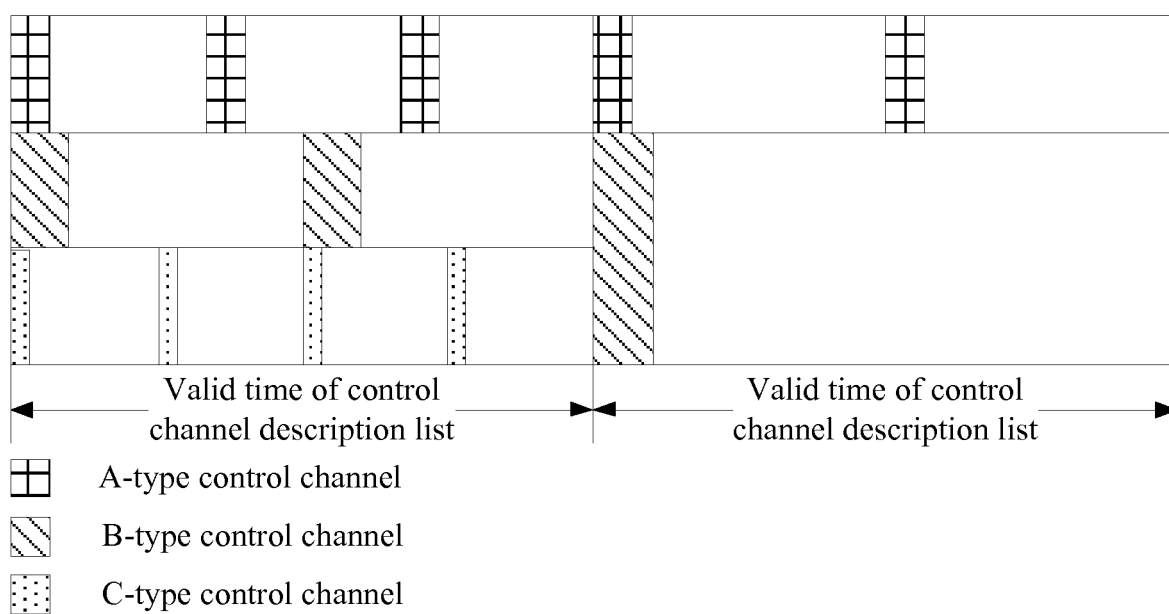 Valid time of control
channel description list
Valid time of control
channel description list
A-type control channel
B-type control channel
C-type control channel